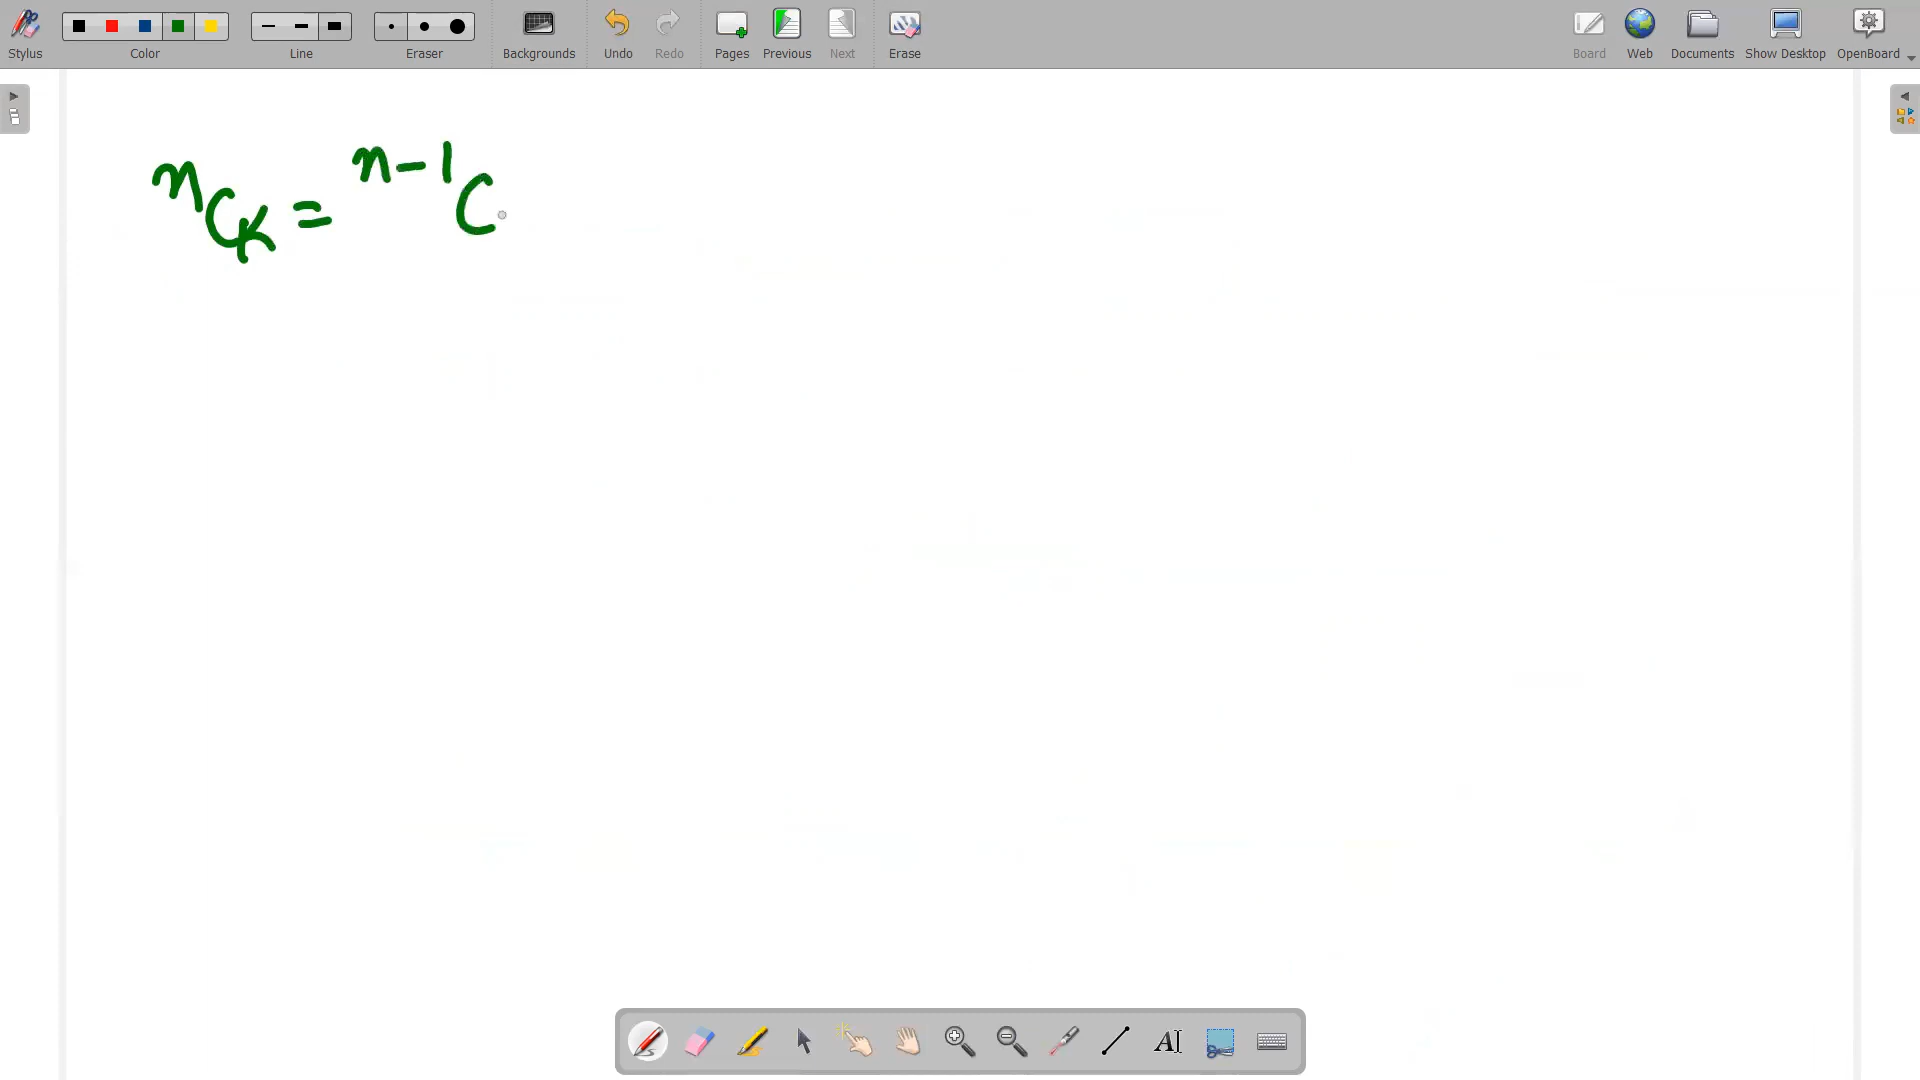 Stylus Color Line Eraser Backgrounds Undo Redo Pages Previous Next Erase Board Web Documents Show Desktop OpenBoard
ⁿCₖ = ⁿ⁻¹C